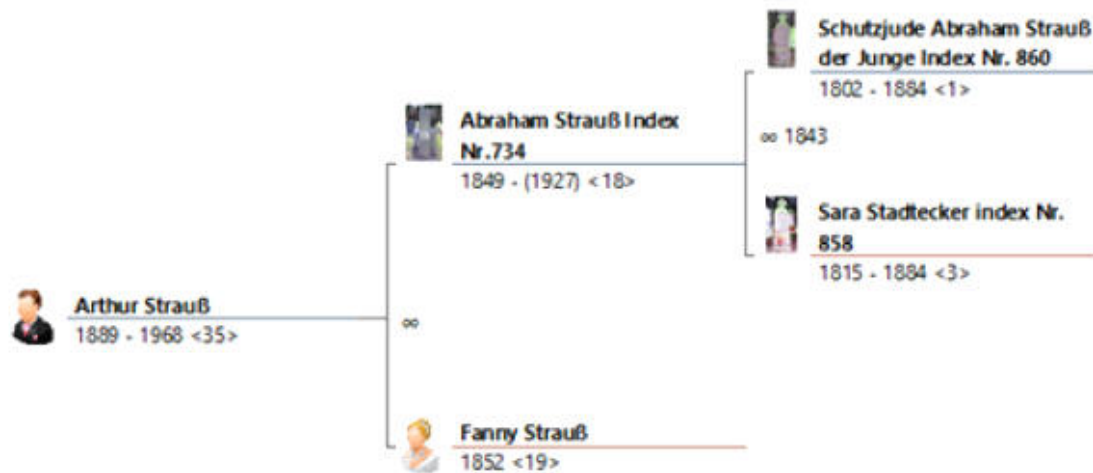 Schutzjude Abraham Strauß
der Junge Index Nr. 860
1802 - 1884 <1>
Abraham Strauß Index
Nr.734
1849 - (1927) <18>
∞ 1843
Sara Stadtecker index Nr.
858
1815 - 1884 <3>
Arthur Strauß
1889 - 1968 <35>
∞
Fanny Strauß
1852 <19>